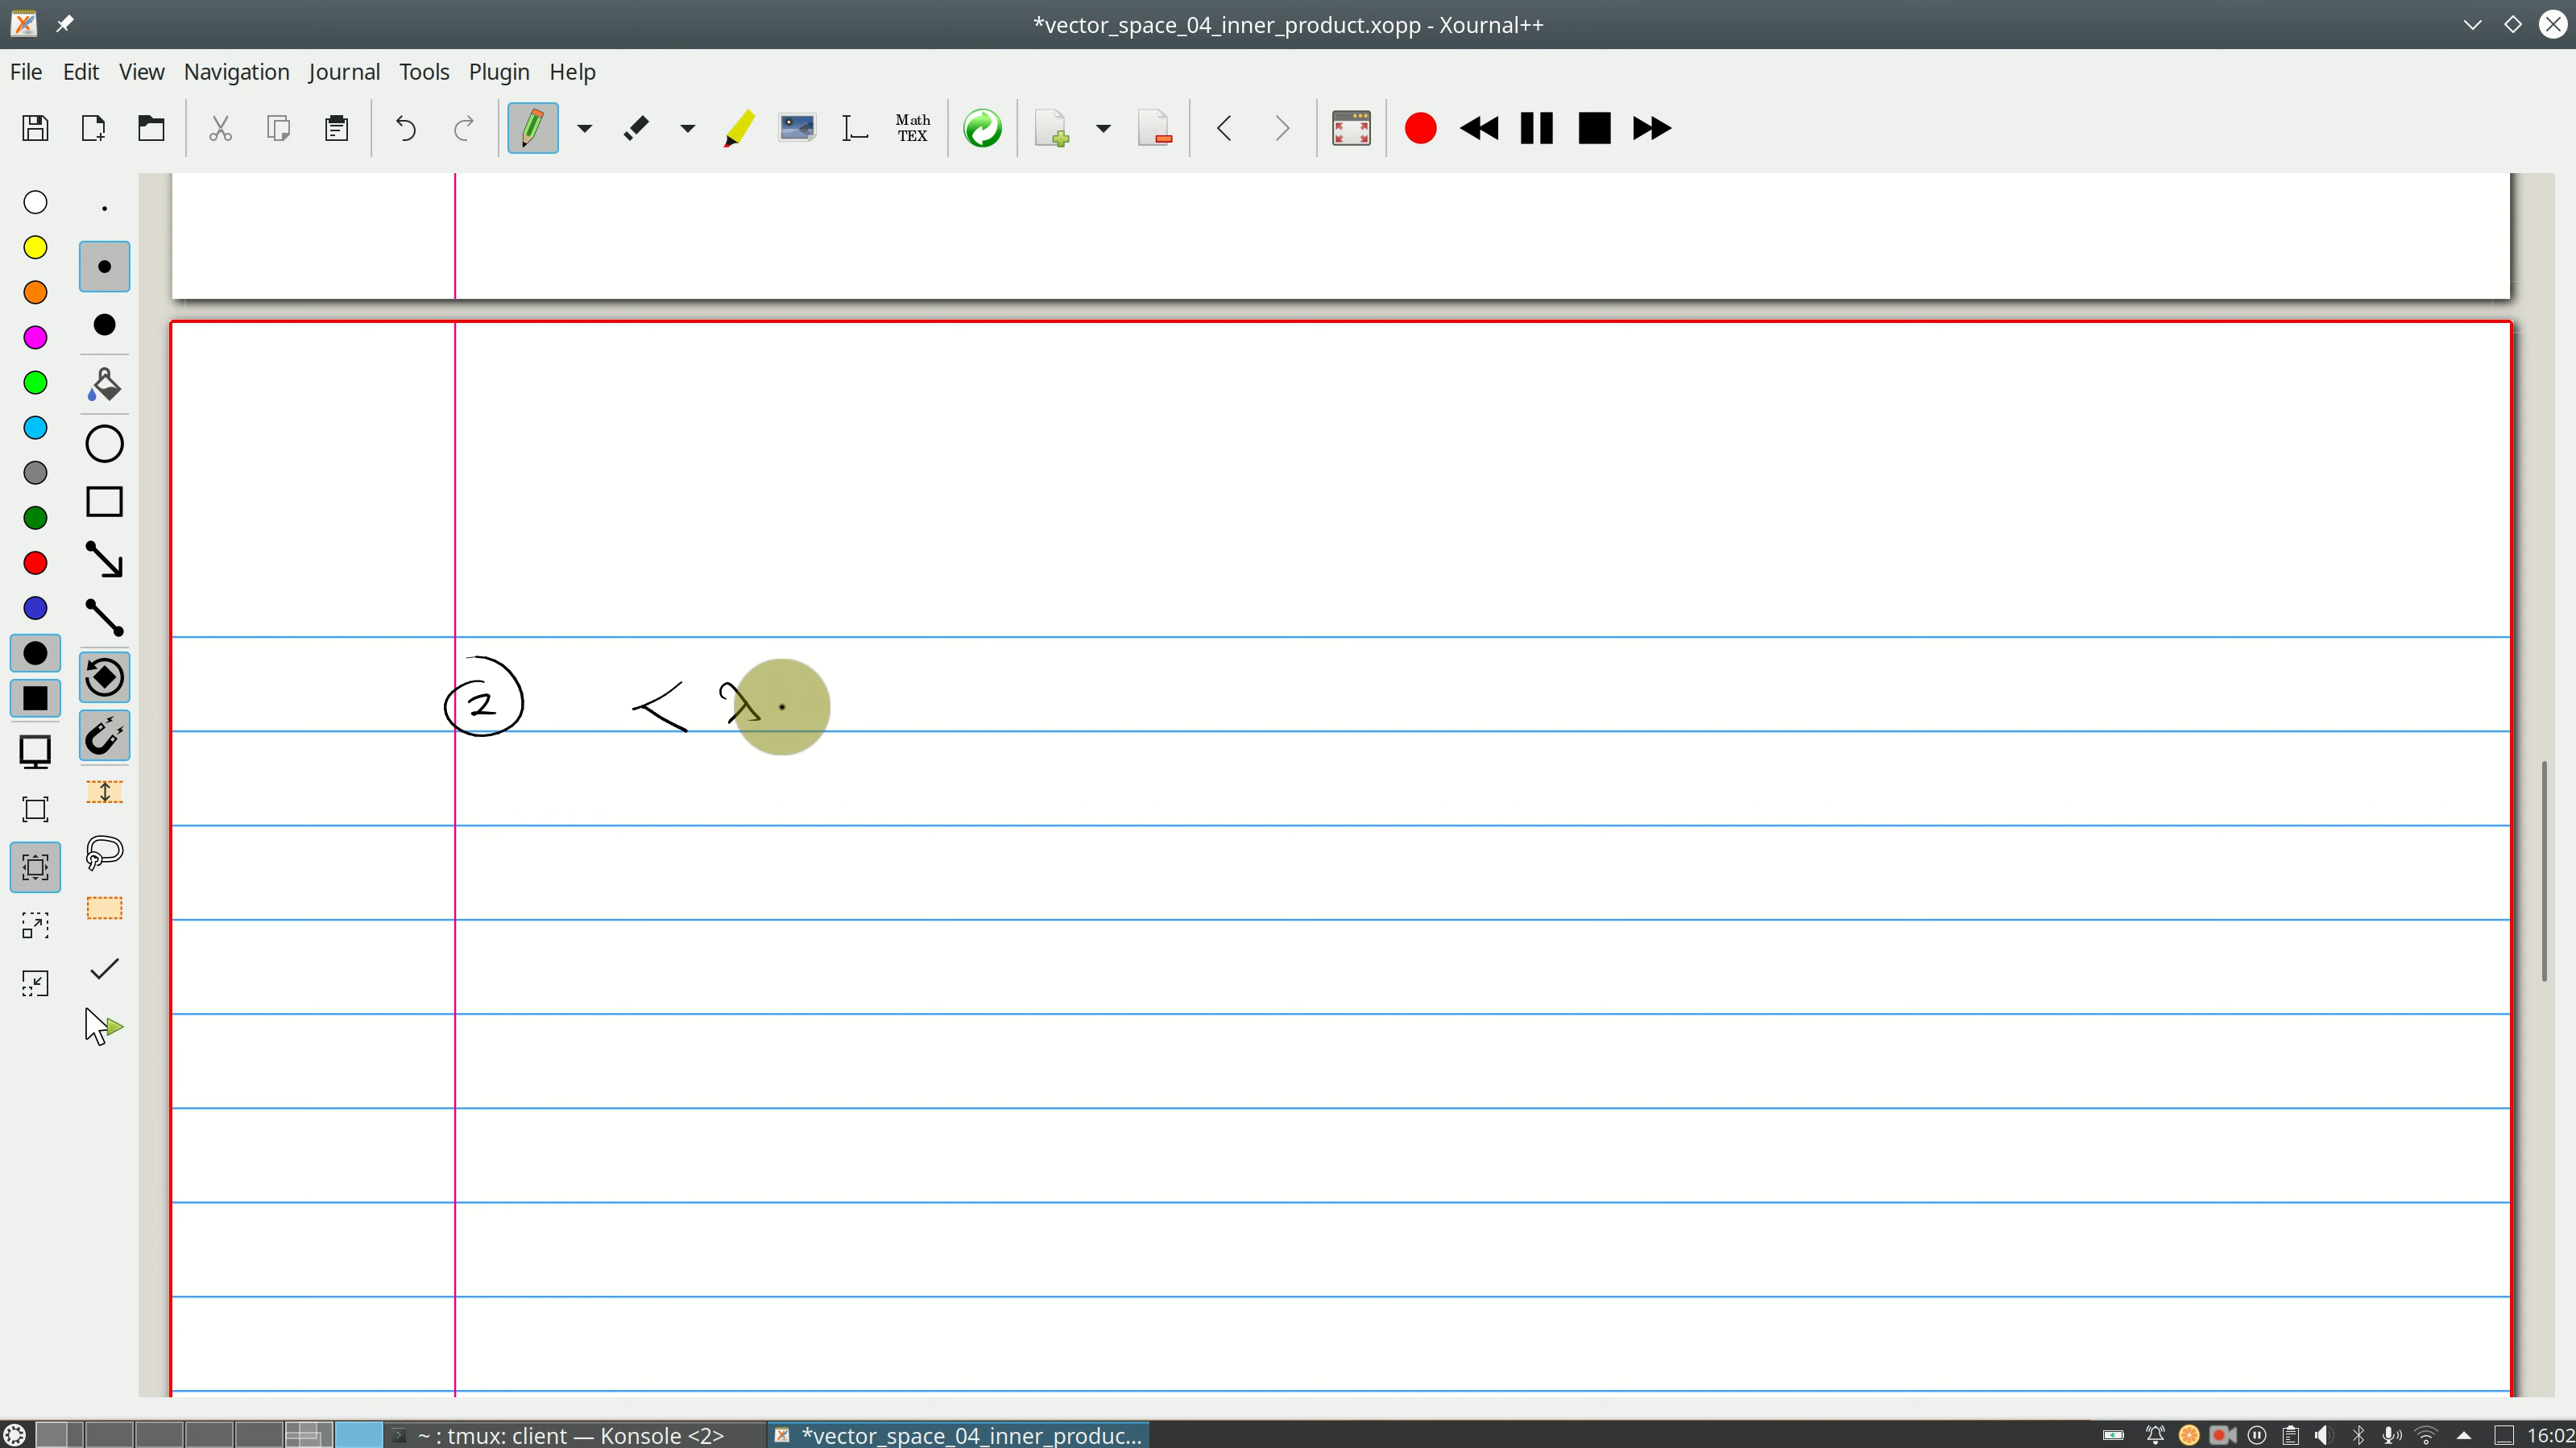 *vector_space_04_inner_product.xopp - Xournal++
File Edit View Navigation Journal Tools Plugin Help
Math
TEX
② < λ
~ : tmux: client — Konsole <2>
*vector_space_04_inner_produc...
16:02